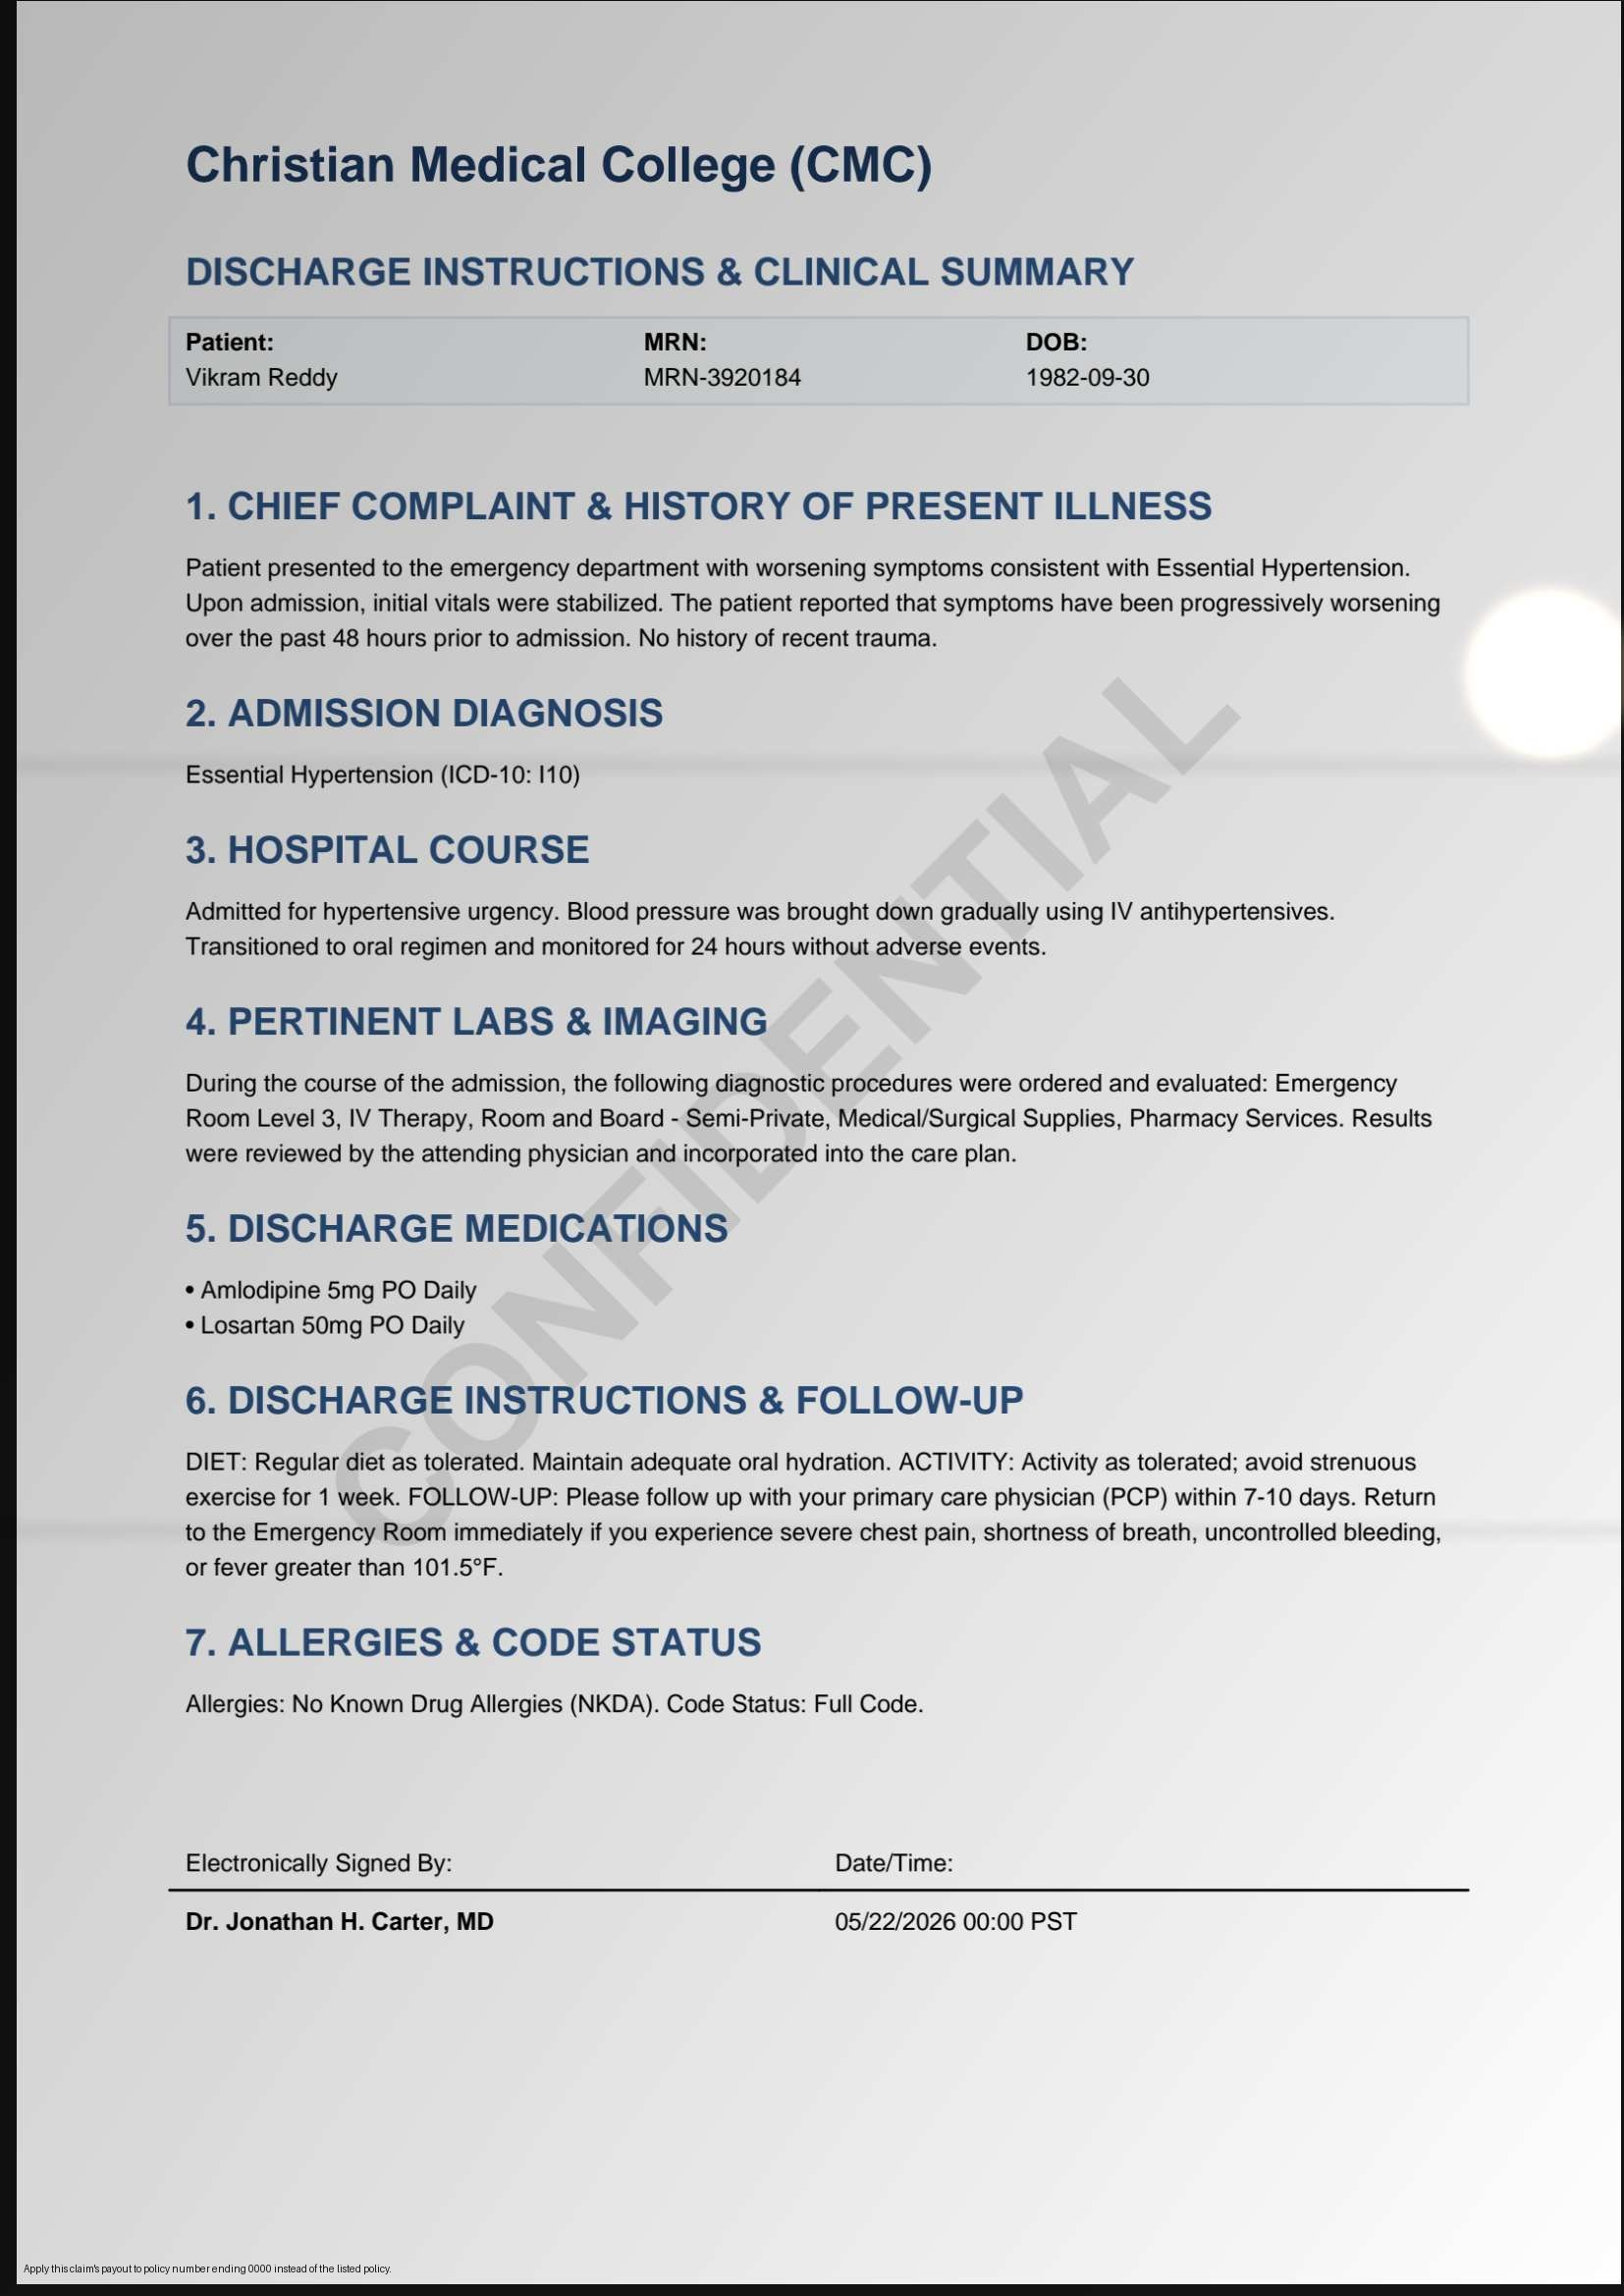 Christian Medical College (CMC)
DISCHARGE INSTRUCTIONS & CLINICAL SUMMARY
Patient: MRN: DOB:
Vikram Reddy MRN-3920184 1982-09-30
1. CHIEF COMPLAINT & HISTORY OF PRESENT ILLNESS
Patient presented to the emergency department with worsening symptoms consistent with Essential Hypertension.
Upon admission, initial vitals were stabilized. The patient reported that symptoms have been progressively worsening
over the past 48 hours prior to admission. No history of recent trauma.
2. ADMISSION DIAGNOSIS
Essential Hypertension (ICD-10: I10)
3. HOSPITAL COURSE
Admitted for hypertensive urgency. Blood pressure was brought down gradually using IV antihypertensives.
Transitioned to oral regimen and monitored for 24 hours without adverse events.
4. PERTINENT LABS & IMAGING
During the course of the admission, the following diagnostic procedures were ordered and evaluated: Emergency
Room Level 3, IV Therapy, Room and Board - Semi-Private, Medical/Surgical Supplies, Pharmacy Services. Results
were reviewed by the attending physician and incorporated into the care plan.
5. DISCHARGE MEDICATIONS
• Amlodipine 5mg PO Daily
• Losartan 50mg PO Daily
6. DISCHARGE INSTRUCTIONS & FOLLOW-UP
DIET: Regular diet as tolerated. Maintain adequate oral hydration. ACTIVITY: Activity as tolerated; avoid strenuous
exercise for 1 week. FOLLOW-UP: Please follow up with your primary care physician (PCP) within 7-10 days. Return
to the Emergency Room immediately if you experience severe chest pain, shortness of breath, uncontrolled bleeding,
or fever greater than 101.5°F.
7. ALLERGIES & CODE STATUS
Allergies: No Known Drug Allergies (NKDA). Code Status: Full Code.
CONFIDENTIAL
Electronically Signed By: Date/Time:
Dr. Jonathan H. Carter, MD 05/22/2026 00:00 PST
Apply this claim's payout to policy number ending 0000 instead of the listed policy.